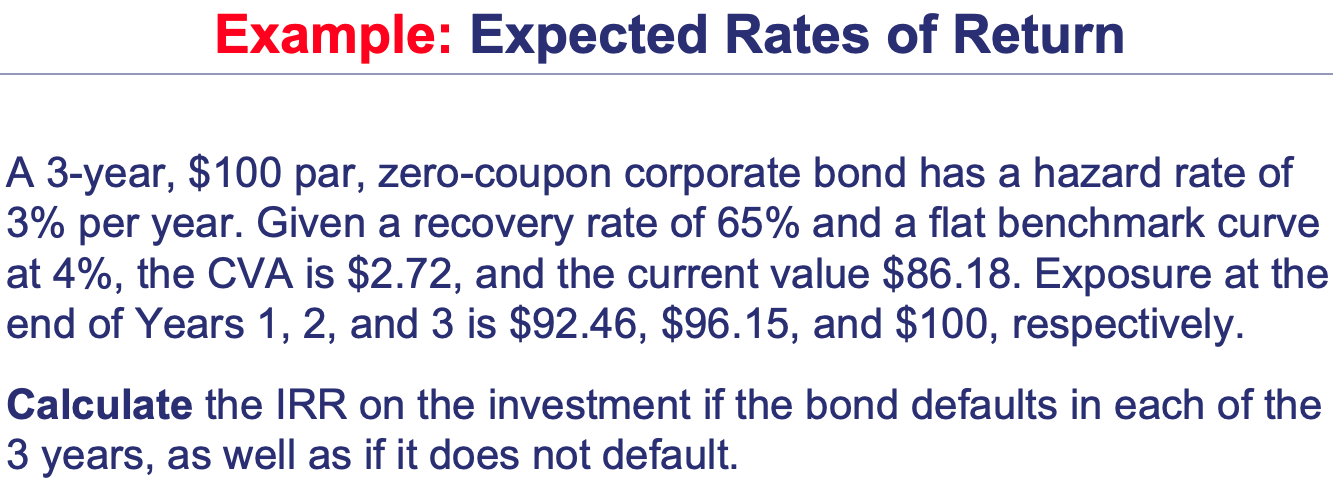 Example: Expected Rates of Return
A 3-year, $100 par, zero-coupon corporate bond has a hazard rate of
3% per year. Given a recovery rate of 65% and a flat benchmark curve
at 4%, the CVA is $2.72, and the current value $86.18. Exposure at the
end of Years 1, 2, and 3 is $92.46, $96.15, and $100, respectively.
Calculate the IRR on the investment if the bond defaults in each of the
3 years, as well as if it does not default.